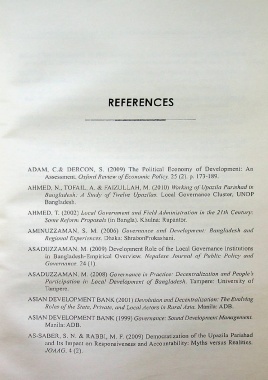 REFERENCES
ADAM, C.& DERCON, S. (2009) The Political Economy of Development: An
Assessment. Oxford Review of Economic Policy. 25 (2). p. 173-189.
AHMED, N., TOFAIL, A. & FAIZULLAH, M. (2010) Working of Upazila Parishad in
Bangladesh: A Study of Twelve Upazilas. Local Governance Cluster, UNDP
Bangladesh.
AHMED, T. (2002) Local Government and Field Administration in the 21th Century:
Some Reform Proposals (in Bangla). Khulna: Rupantor.
AMINUZZAMAN, S. M. (2006) Governance and Development: Bangladesh and
Regional Experiences. Dhaka: ShrabonProkashani.
ASADUZZAMAN, M. (2009) Development Role of the Local Governance Institutions
in Bangladesh-Empirical Overview. Nepalese Journal of Public Policy and
Governance. 24 (1).
ASADUZZAMAN, M. (2008) Governance in Practice: Decentralization and People's
Participation in Local Development of Bangladesh. Tampere: University of
Tampere.
ASIAN DEVELOPMENT BANK (2001) Devolution and Decentralization: The Evolving
Roles of the State, Private, and Local Actors in Rural Asia. Manila: ADB.
ASIAN DEVELOPMENT BANK (1999) Governance: Sound Development Management.
Manila: ADB.
AS-SABER, S. N. & RABBI, M. F. (2009) Democratization of the Upazila Parishad
and Its Impact on Responsiveness and Accountability: Myths versus Realities.
JOAAG. 4 (2).